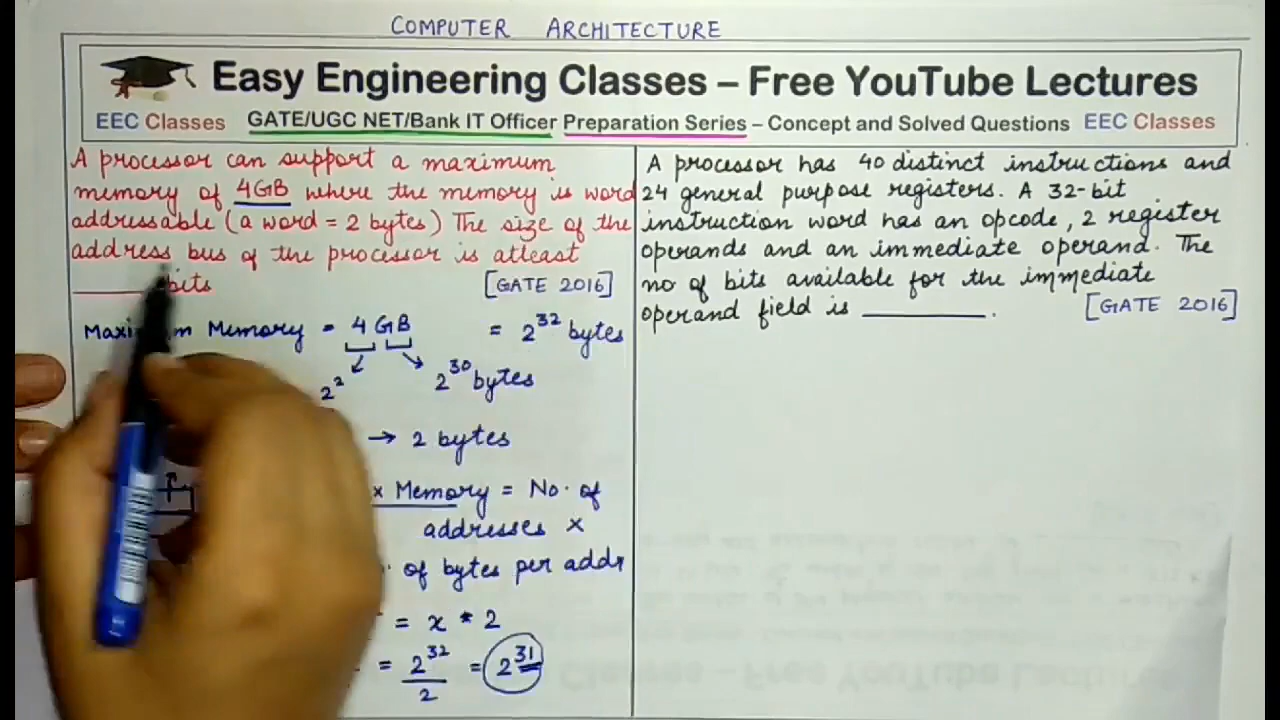 COMPUTER ARCHITECTURE
Easy Engineering Classes – Free YouTube Lectures
EEC Classes GATE/UGC NET/Bank IT Officer Preparation Series – Concept and Solved Questions EEC Classes
A processor can support a maximum
memory of 4GB where the memory is word
addressable (a word = 2 bytes) The size of the
address bus of the processor is atleast
______ bits [GATE 2016]
Maximum Memory = 4 GB = 2^32 bytes
2^2 2^30 bytes
→ 2 bytes
x Memory = No. of
addresses ×
of bytes per addr
= x * 2
= 2^32/2 = 2^31
A processor has 40 distinct instructions and
24 general purpose registers. A 32-bit
instruction word has an opcode, 2 register
operands and an immediate operand. The
no of bits available for the immediate
operand field is ______. [GATE 2016]